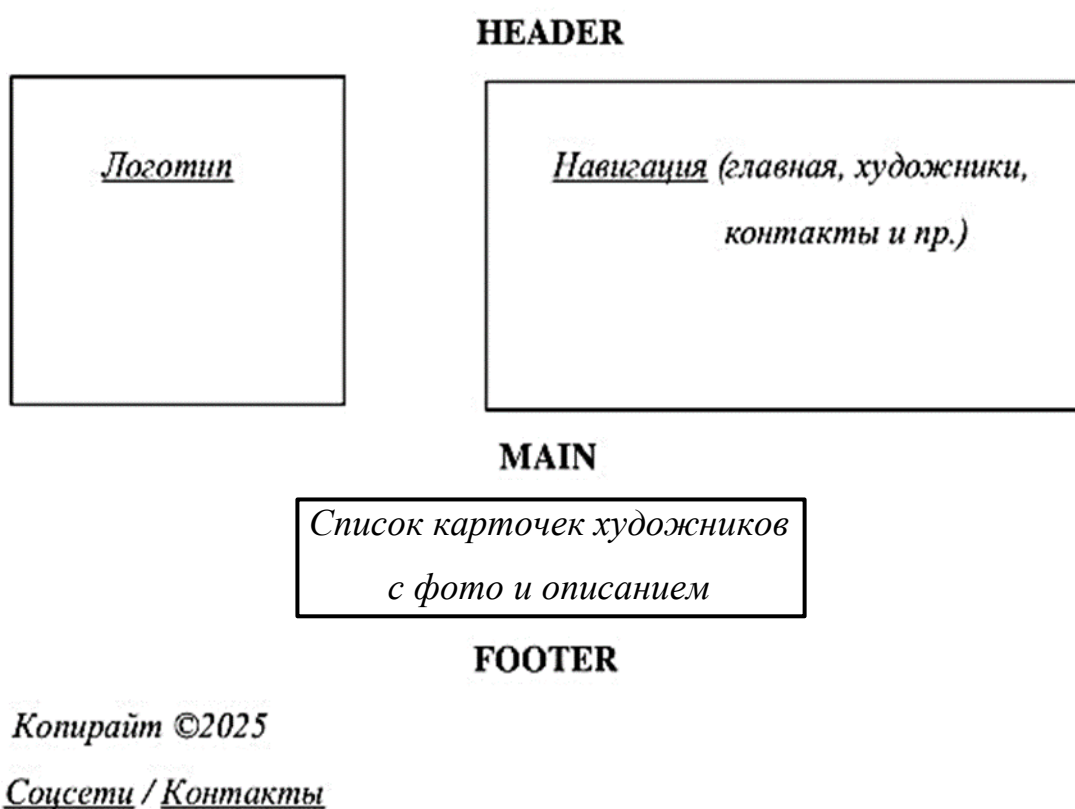 HEADER
Логотип
Навигация (главная, художники,
контакты и пр.)
MAIN
Список карточек художников
с фото и описанием
FOOTER
Копирайт ©2025
Соцсети / Контакты